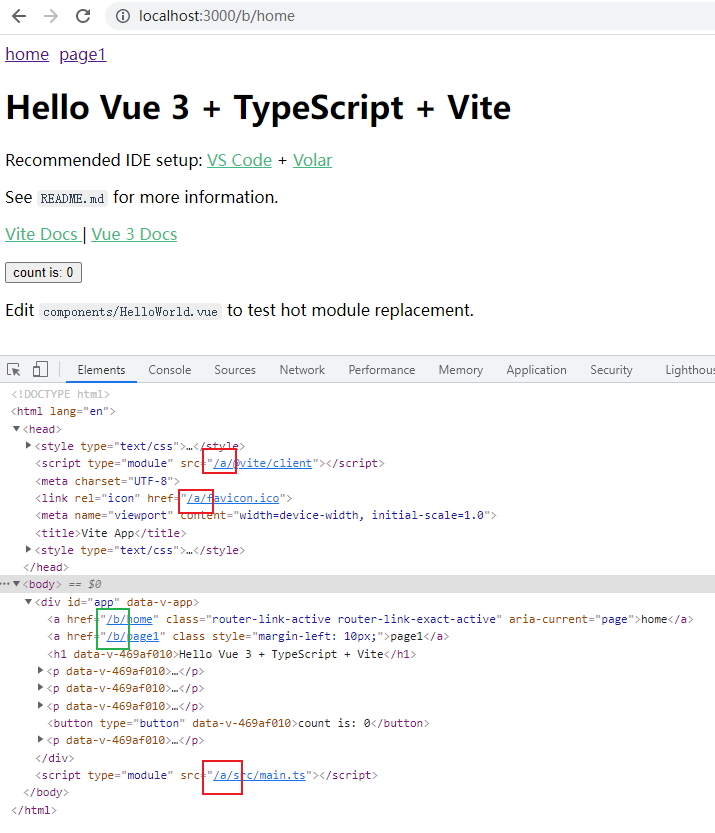 localhost:3000/b/home
home page1
Hello Vue 3 + TypeScript + Vite
Recommended IDE setup: VS Code + Volar
See README.md for more information.
Vite Docs | Vue 3 Docs
count is: 0
Edit components/HelloWorld.vue to test hot module replacement.
Elements Console Sources Network Performance Memory Application Security Lighthous
<!DOCTYPE html>
<html lang="en">
<head>
<style type="text/css">…</style>
<script type="module" src="/a/@vite/client"></script>
<meta charset="UTF-8">
<link rel="icon" href="/a/favicon.ico">
<meta name="viewport" content="width=device-width, initial-scale=1.0">
<title>Vite App</title>
<style type="text/css">…</style>
</head>
…<body> == $0
<div id="app" data-v-app>
<a href="/b/home" class="router-link-active router-link-exact-active" aria-current="page">home</a>
<a href="/b/page1" class style="margin-left: 10px;">page1</a>
<h1 data-v-469af010>Hello Vue 3 + TypeScript + Vite</h1>
<p data-v-469af010>…</p>
<p data-v-469af010>…</p>
<p data-v-469af010>…</p>
<button type="button" data-v-469af010>count is: 0</button>
<p data-v-469af010>…</p>
</div>
<script type="module" src="/a/src/main.ts"></script>
</body>
</html>